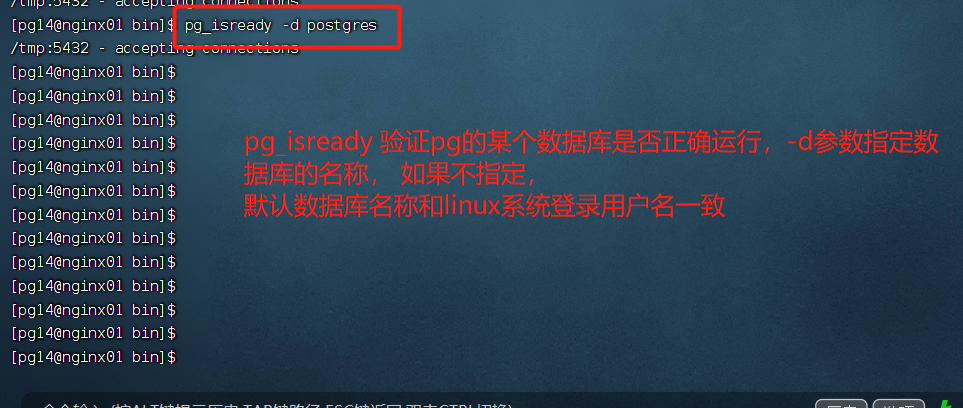 /tmp:5432 - accepting connections
[pg14@nginx01 bin]$ pg_isready -d postgres
/tmp:5432 - accepting connections
[pg14@nginx01 bin]$
[pg14@nginx01 bin]$
[pg14@nginx01 bin]$
[pg14@nginx01 bin]$
pg_isready 验证pg的某个数据库是否正确运行，-d参数指定数
据库的名称， 如果不指定，
默认数据库名称和linux系统登录用户名一致
[pg14@nginx01 bin]$
[pg14@nginx01 bin]$
[pg14@nginx01 bin]$
[pg14@nginx01 bin]$
[pg14@nginx01 bin]$
[pg14@nginx01 bin]$
[pg14@nginx01 bin]$
[pg14@nginx01 bin]$
[pg14@nginx01 bin]$